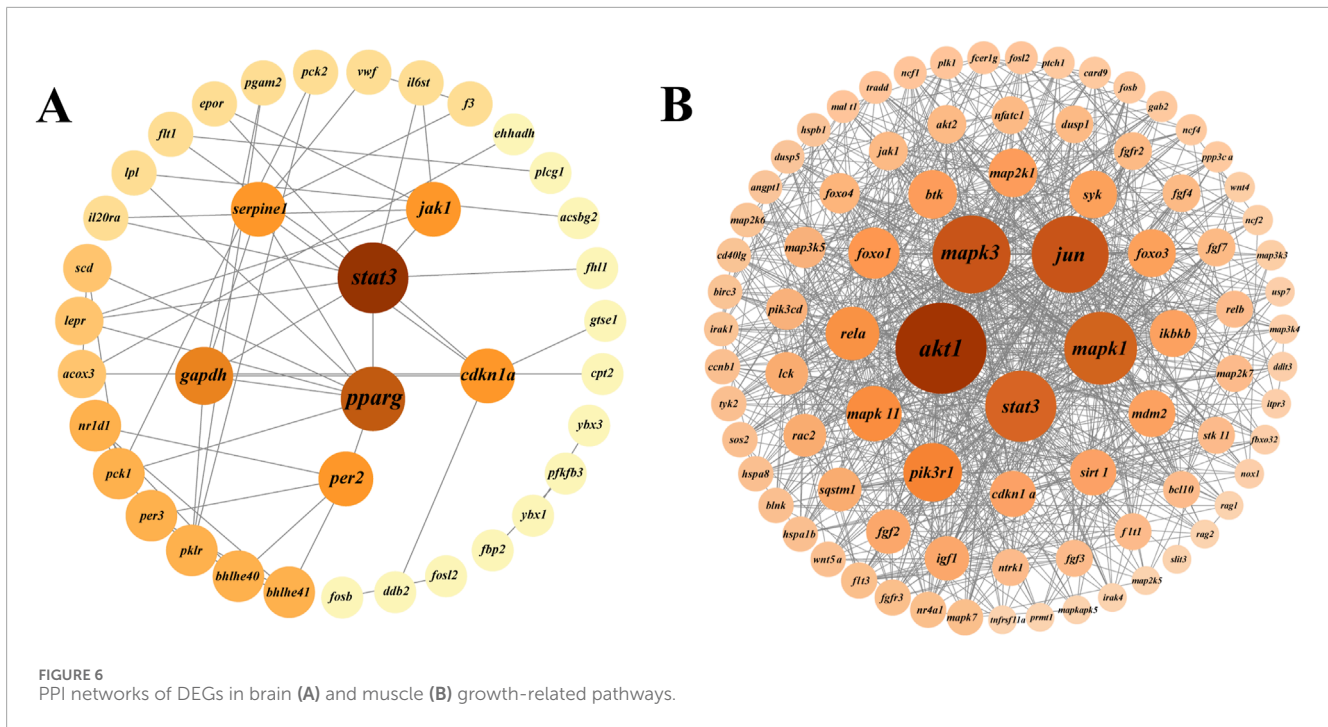 A
pck2
vwf
pgam2
il6st
epor
f3
flt1
ehhadh
lpl
plcg1
il20ra
serpine1
jak1
acsbg2
scd
stat3
fhl1
lepr
gtse1
acox3
gapdh
cdkn1a
cpt2
pparg
nr1d1
ybx3
pck1
per2
pfkfb3
per3
ybx1
pklr
fbp2
bhlhe40
fosl2
bhlhe41
fosb
ddb2
B
plk1
fcer1g
fosl2
ptch1
ncf1
card9
tradd
fosb
mal t1
gab2
akt2
nfatc1
dusp1
hspb1
ncf4
dusp5
jak1
fgfr2
ppp3c a
angpt1
foxo4
btk
map2k1
syk
fgf4
wnt4
map2k6
ncf2
cd40lg
map3k5
foxo1
mapk3
jun
foxo3
fgf7
map3k3
birc3
usp7
pik3cd
relb
irak1
rela
akt1
mapk1
ikbkb
map3k4
ccnb1
lck
map2k7
ddit3
tyk2
mapk 11
stat3
mdm2
itpr3
sos2
rac2
stk 11
fbxo32
hspa8
pik3r1
sirt 1
nox1
blnk
sqstm1
cdkn1 a
bcl10
rag1
hspa1b
fgf2
f lt1
rag2
wnt5 a
igf1
ntrk1
fgf3
slit3
f1t3
map2k5
fgfr3
nr4a1
mapk7
tnfrsf11a
prmt1
mapkapk5
irak4
FIGURE 6
PPI networks of DEGs in brain (A) and muscle (B) growth-related pathways.